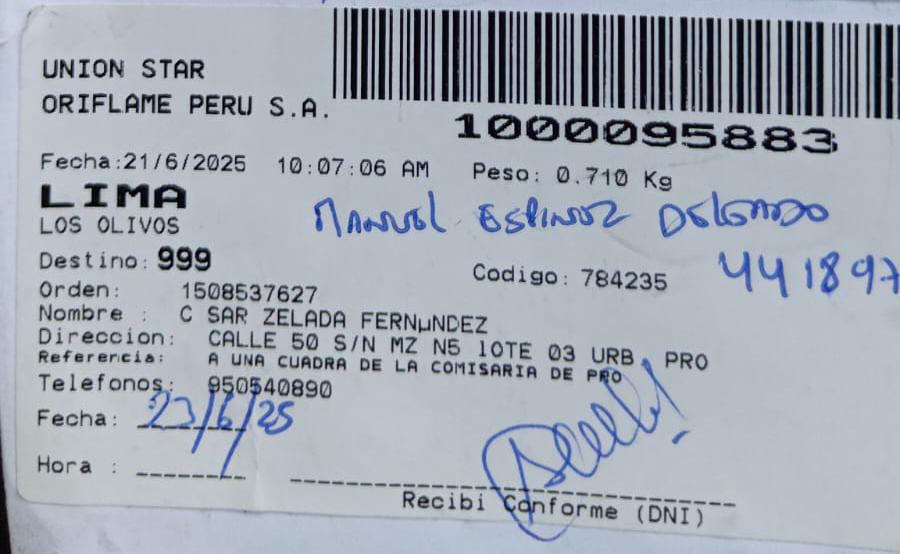 UNION STAR
ORIFLAME PERU S.A.
1000095883
Fecha:21/6/2025 10:07:06 AM Peso: 0.710 Kg
LIMA
LOS OLIVOS
MANUEL ESPINOZ DELGADO
Destino: 999
Codigo: 784235 441897
Orden: 1508537627
Nombre : C SAR ZELADA FERNµNDEZ
Direccion: CALLE 50 S/N MZ N5 lOTE 03 URB. PRO
Referencia: A UNA CUADRA DE LA COMISARIA DE PRO
Telefonos: 950540890
Fecha: 23/6/25
Hora :
Recibi Conforme (DNI)